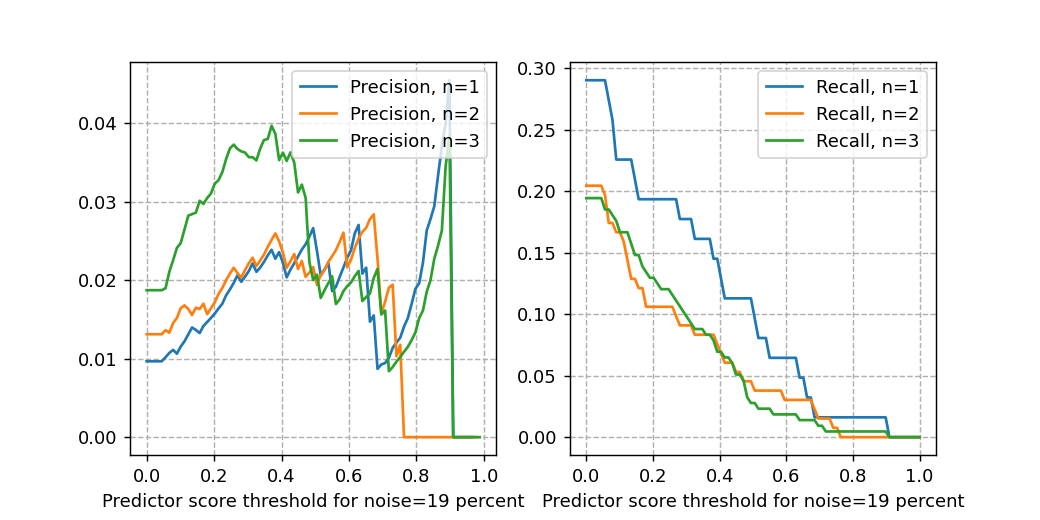 Precision, n=1
Precision, n=2
Precision, n=3
0.04
0.03
0.02
0.01
0.00
0.0 0.2 0.4 0.6 0.8 1.0
Predictor score threshold for noise=19 percent
Recall, n=1
Recall, n=2
Recall, n=3
0.30
0.25
0.20
0.15
0.10
0.05
0.00
0.0 0.2 0.4 0.6 0.8 1.0
Predictor score threshold for noise=19 percent